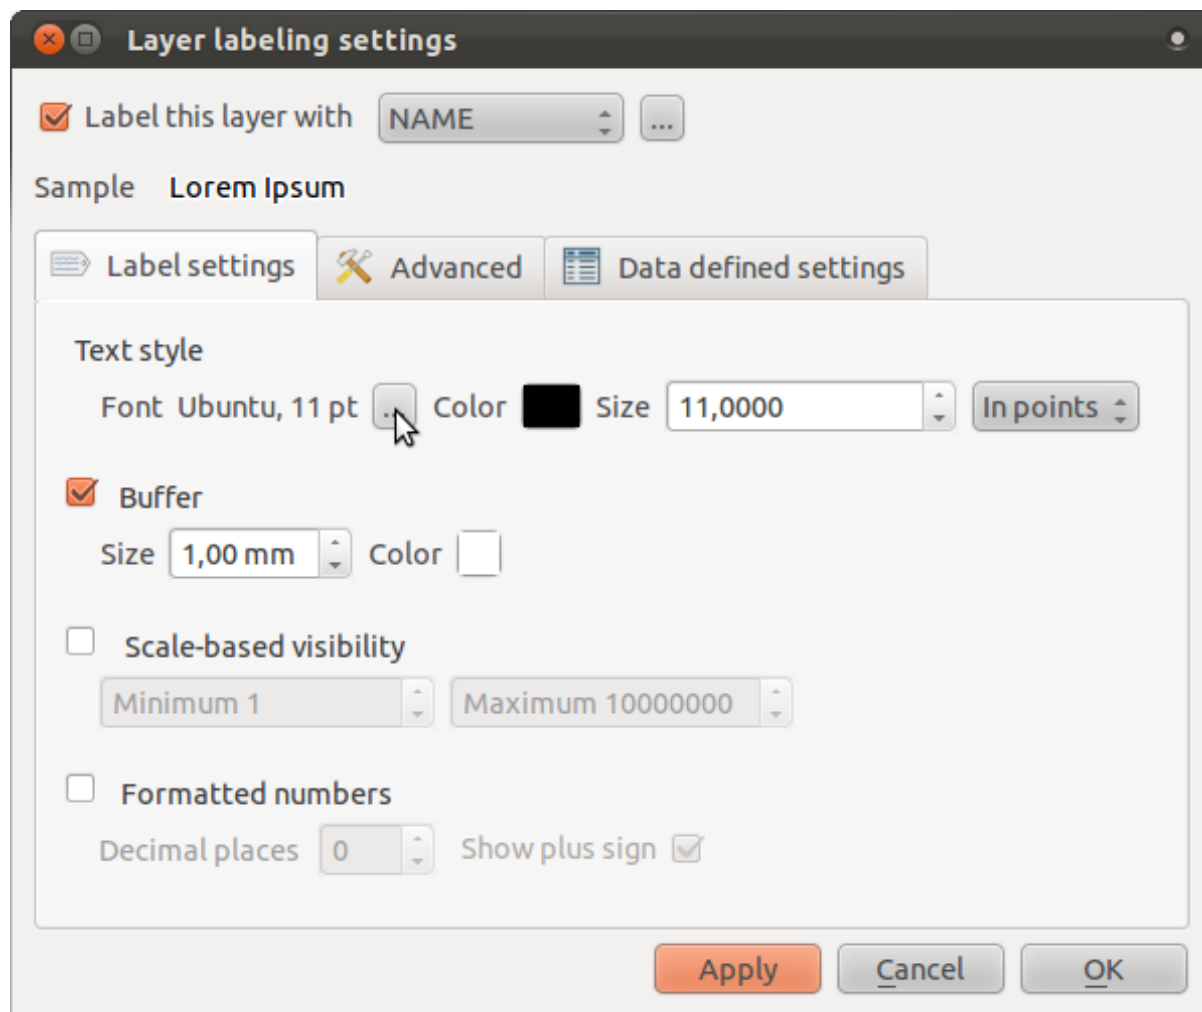 Layer labeling settings
Label this layer with NAME ...
Sample Lorem Ipsum
Label settings Advanced Data defined settings
Text style
Font Ubuntu, 11 pt ... Color Size 11,0000 In points
Buffer
Size 1,00 mm Color
Scale-based visibility
Minimum 1 Maximum 10000000
Formatted numbers
Decimal places 0 Show plus sign
Apply Cancel OK